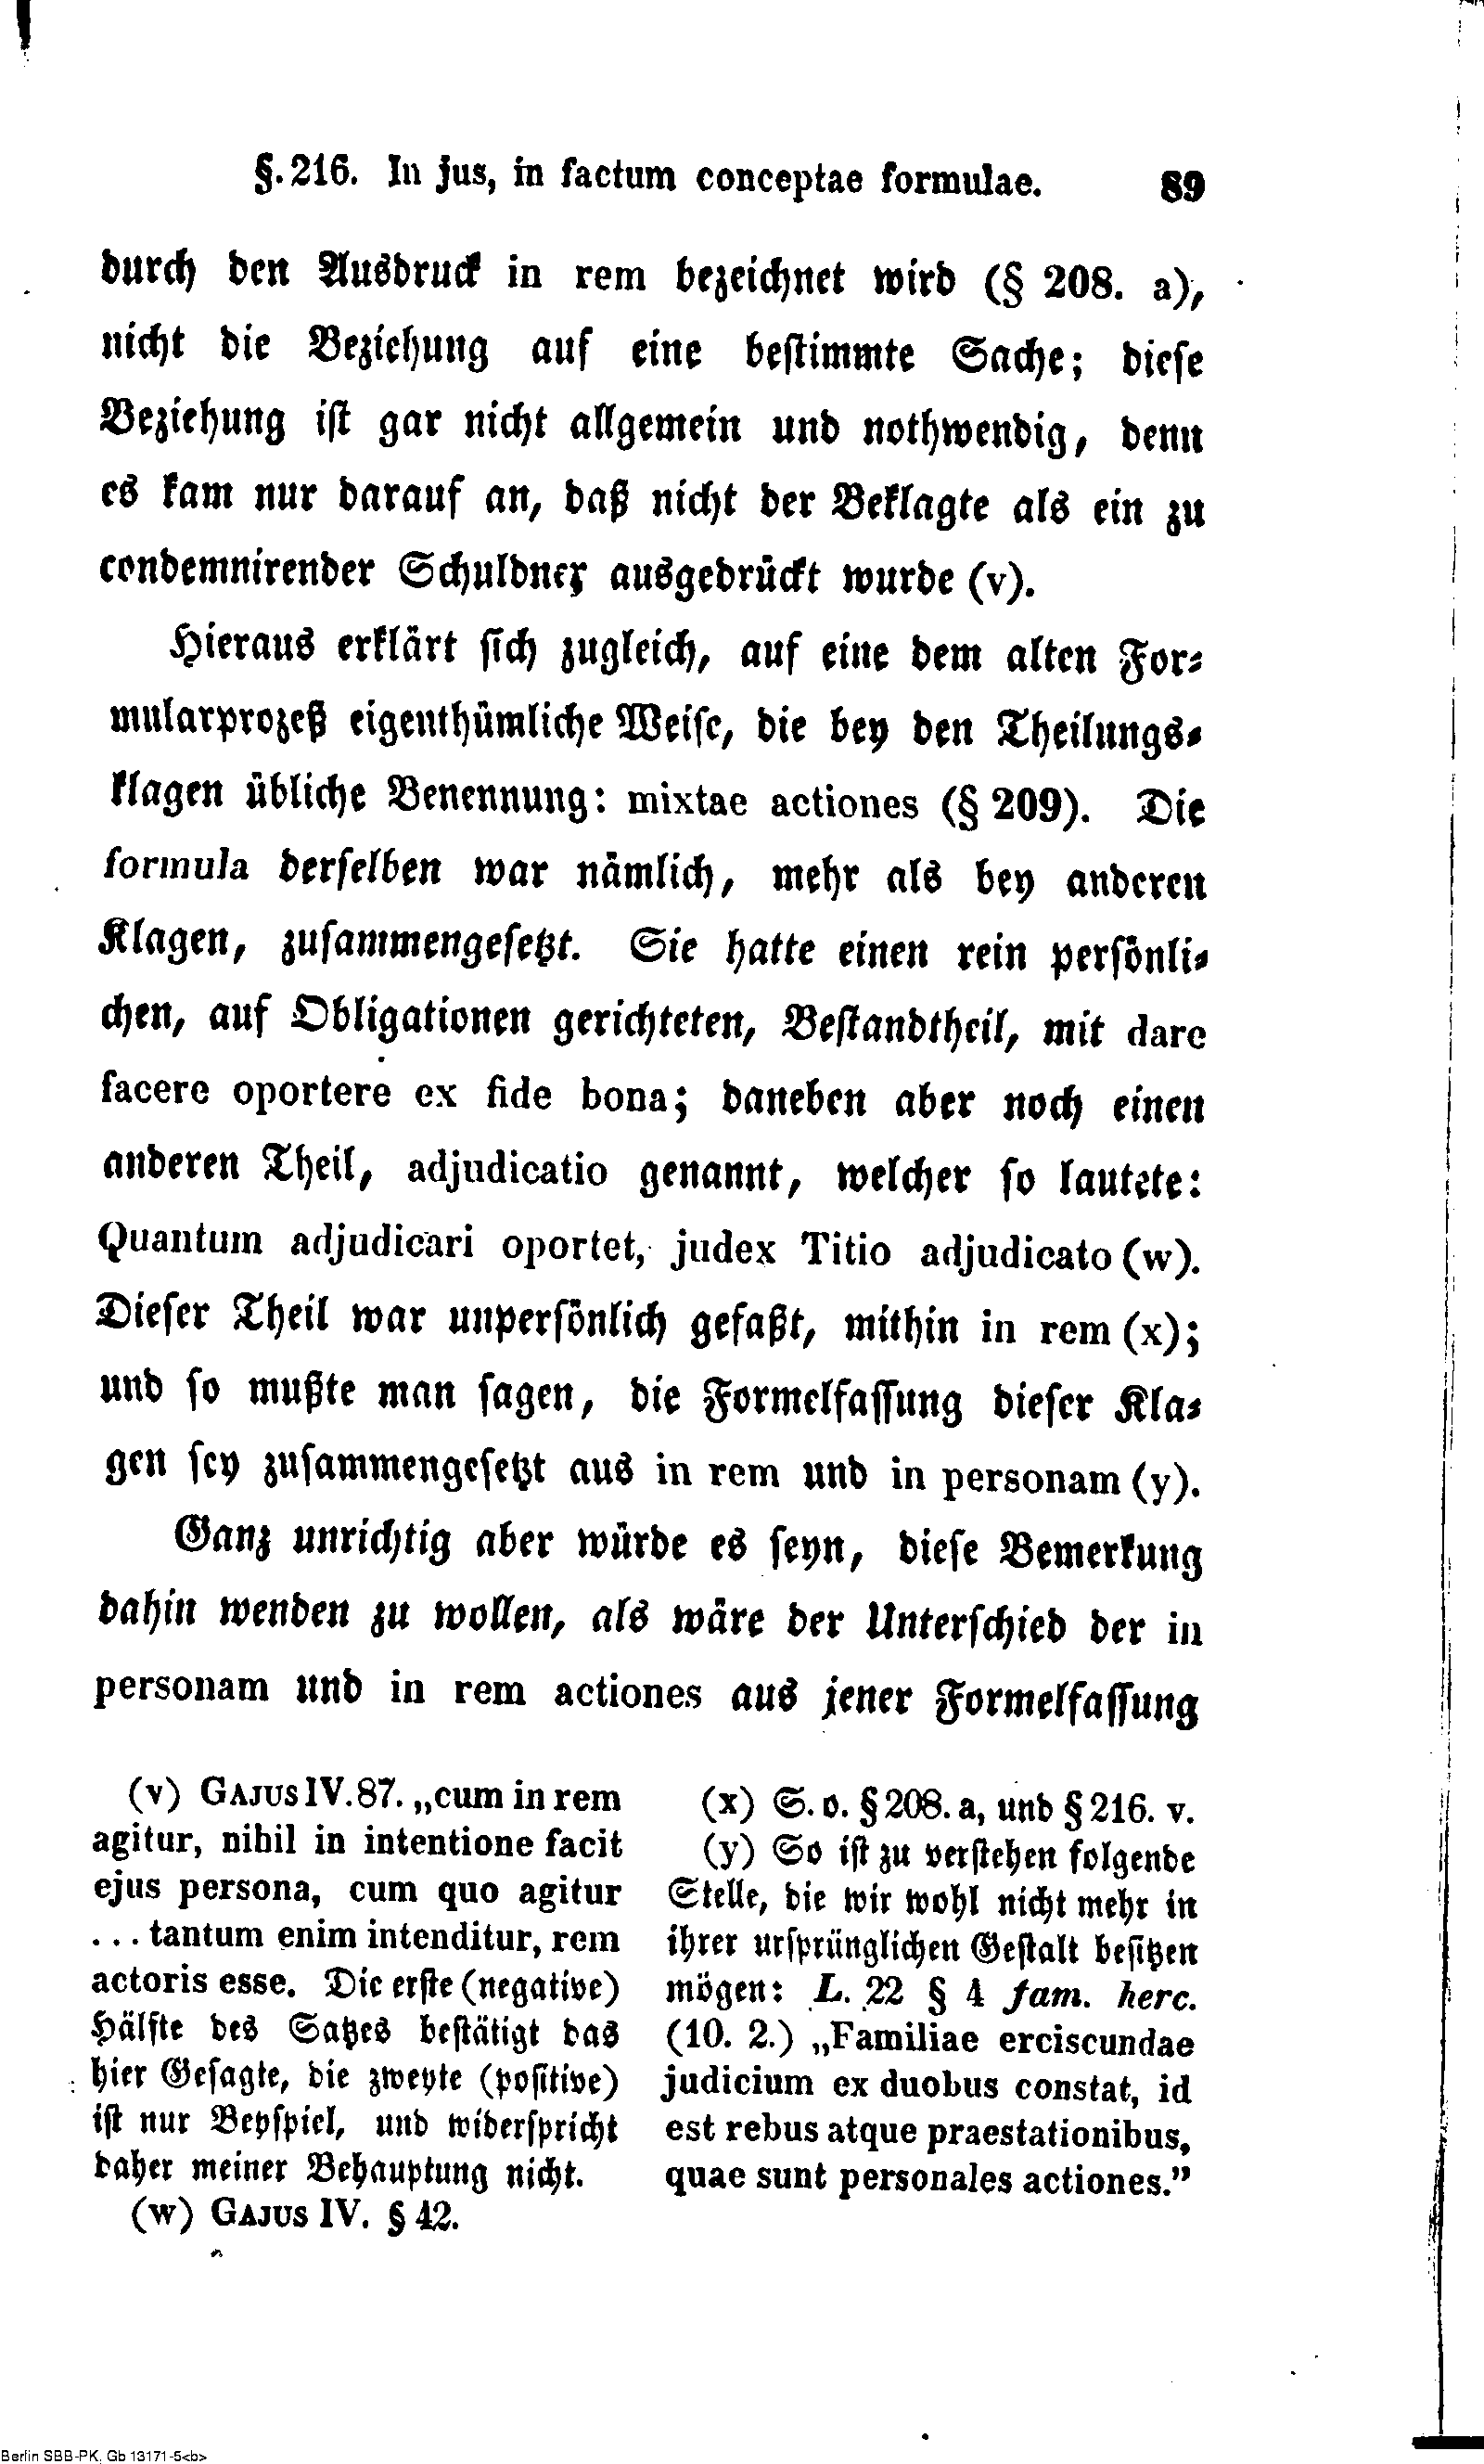 §. 216. In jus, in factum conceptae formulae. 89
durch den Ausdruck in rem bezeichnet wird (§ 208. a),
nicht die Beziehung auf eine bestimmte Sache; diese
Beziehung ist gar nicht allgemein und nothwendig, denn
es kam nur darauf an, daß nicht der Beklagte als ein zu
condemnirender Schuldner ausgedrückt wurde (v).
Hieraus erklärt sich zugleich, auf eine dem alten For-
mularprozeß eigenthümliche Weise, die bey den Theilungs-
klagen übliche Benennung: mixtae actiones (§ 209). Die
formula derselben war nämlich, mehr als bey anderen
Klagen, zusammengesetzt. Sie hatte einen rein persönli-
chen, auf Obligationen gerichteten, Bestandtheil, mit dare
facere oportere ex fide bona; daneben aber noch einen
anderen Theil, adjudicatio genannt, welcher so lautete:
Quantum adjudicari oportet, judex Titio adjudicato (w).
Dieser Theil war unpersönlich gefaßt, mithin in rem (x);
und so mußte man sagen, die Formelfassung dieser Kla-
gen sey zusammengesetzt aus in rem und in personam (y).
Ganz unrichtig aber würde es seyn, diese Bemerkung
dahin wenden zu wollen, als wäre der Unterschied der in
personam und in rem actiones aus jener Formelfassung
(v) GAJUS IV. 87. „cum in rem
agitur, nihil in intentione facit
ejus persona, cum quo agitur
... tantum enim intenditur, rem
actoris esse. Die erste (negative)
Hälfte des Satzes bestätigt das
hier Gesagte, die zweyte (positive)
ist nur Beyspiel, und widerspricht
daher meiner Behauptung nicht.
(w) GAJUS IV. § 42.
(x) S. o. § 208. a, und § 216. v.
(y) So ist zu verstehen folgende
Stelle, die wir wohl nicht mehr in
ihrer ursprünglichen Gestalt besitzen
mögen: L. 22 § 4 fam. herc.
(10. 2.) „Familiae erciscundae
judicium ex duobus constat, id
est rebus atque praestationibus,
quae sunt personales actiones."
Berlin SBB-PK, Gb 13171-5<b>